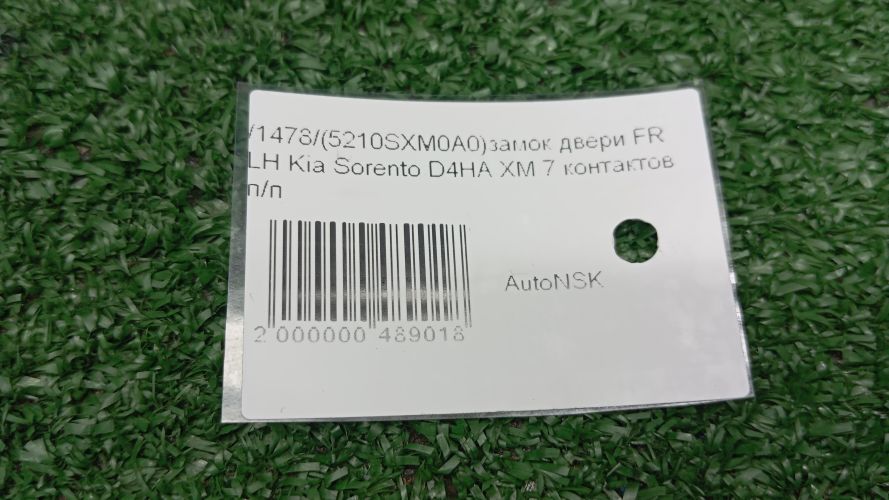 /1478/(5210SXM0A0)замок двери FR
LH Kia Sorento D4HA XM 7 контактов
п/п
AutoNSK
2 000000 489018